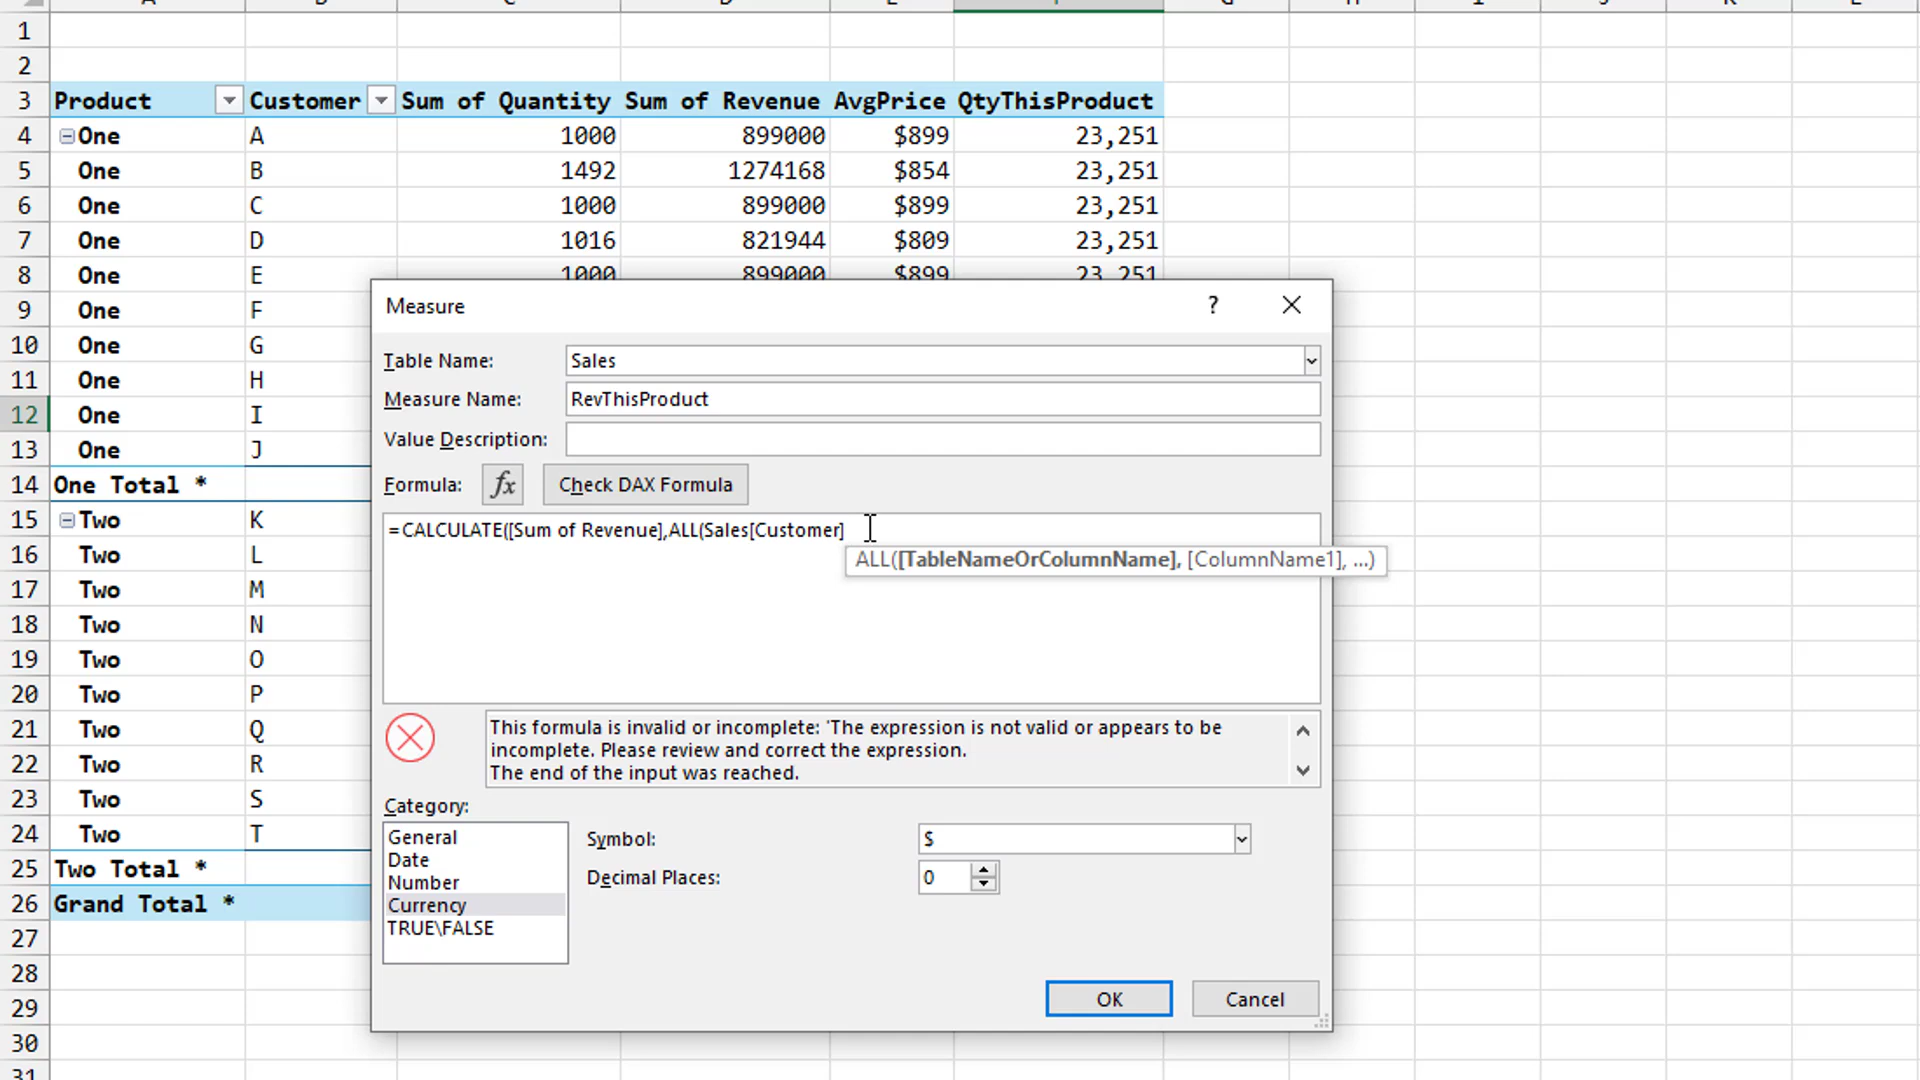 1
2
3 Product Customer Sum of Quantity Sum of Revenue AvgPrice QtyThisProduct
4 One A 1000 899000 $899 23,251
5 One B 1492 1274168 $854 23,251
6 One C 1000 899000 $899 23,251
7 One D 1016 821944 $809 23,251
8 One E 1000 899000 $899 23,251
9 One F
10 One G
11 One H
12 One I
13 One J
14 One Total *
15 Two K
16 Two L
17 Two M
18 Two N
19 Two O
20 Two P
21 Two Q
22 Two R
23 Two S
24 Two T
25 Two Total *
26 Grand Total *
27
28
29
30
31
Measure ?
Table Name: Sales
Measure Name: RevThisProduct
Value Description:
Formula: fx Check DAX Formula
=CALCULATE([Sum of Revenue],ALL(Sales[Customer]
ALL([TableNameOrColumnName], [ColumnName1], ...)
This formula is invalid or incomplete: 'The expression is not valid or appears to be
incomplete. Please review and correct the expression.
The end of the input was reached.
Category:
General
Date
Number
Currency
TRUE\FALSE
Symbol: $
Decimal Places: 0
OK Cancel